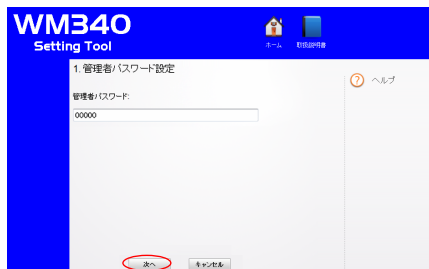 WM340
Setting Tool
ホーム
取扱説明書
1. 管理者パスワード設定
ヘルプ
管理者パスワード:
00000
次へ
キャンセル